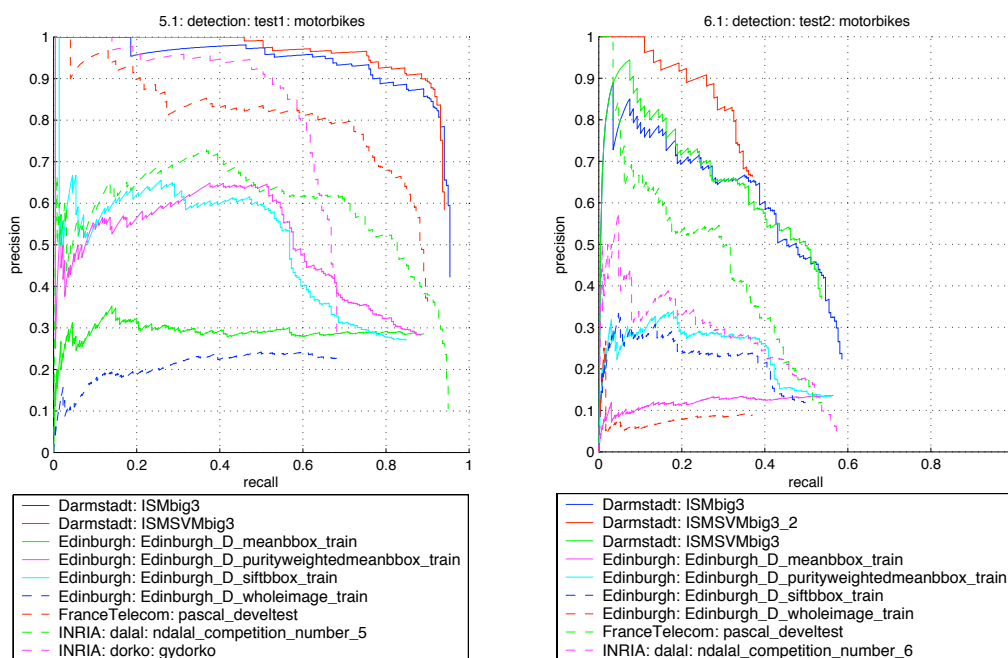 5.1: detection: test1: motorbikes
1
0.9
0.8
0.7
0.6
0.5
0.4
0.3
0.2
0.1
0
precision
0
0.2
0.4
0.6
0.8
1
recall
Darmstadt: ISMbig3
Darmstadt: ISMSVMbig3
Edinburgh: Edinburgh_D_meanbbox_train
Edinburgh: Edinburgh_D_purityweightedmeanbbox_train
Edinburgh: Edinburgh_D_siftbbox_train
Edinburgh: Edinburgh_D_wholeimage_train
FranceTelecom: pascal_develtest
INRIA: dalal: ndalal_competition_number_5
INRIA: dorko: gydorko
6.1: detection: test2: motorbikes
1
0.9
0.8
0.7
0.6
0.5
0.4
0.3
0.2
0.1
0
precision
0
0.2
0.4
0.6
0.8
recall
Darmstadt: ISMbig3
Darmstadt: ISMSVMbig3_2
Darmstadt: ISMSVMbig3
Edinburgh: Edinburgh_D_meanbbox_train
Edinburgh: Edinburgh_D_purityweightedmeanbbox_train
Edinburgh: Edinburgh_D_siftbbox_train
Edinburgh: Edinburgh_D_wholeimage_train
FranceTelecom: pascal_develtest
INRIA: dalal: ndalal_competition_number_6